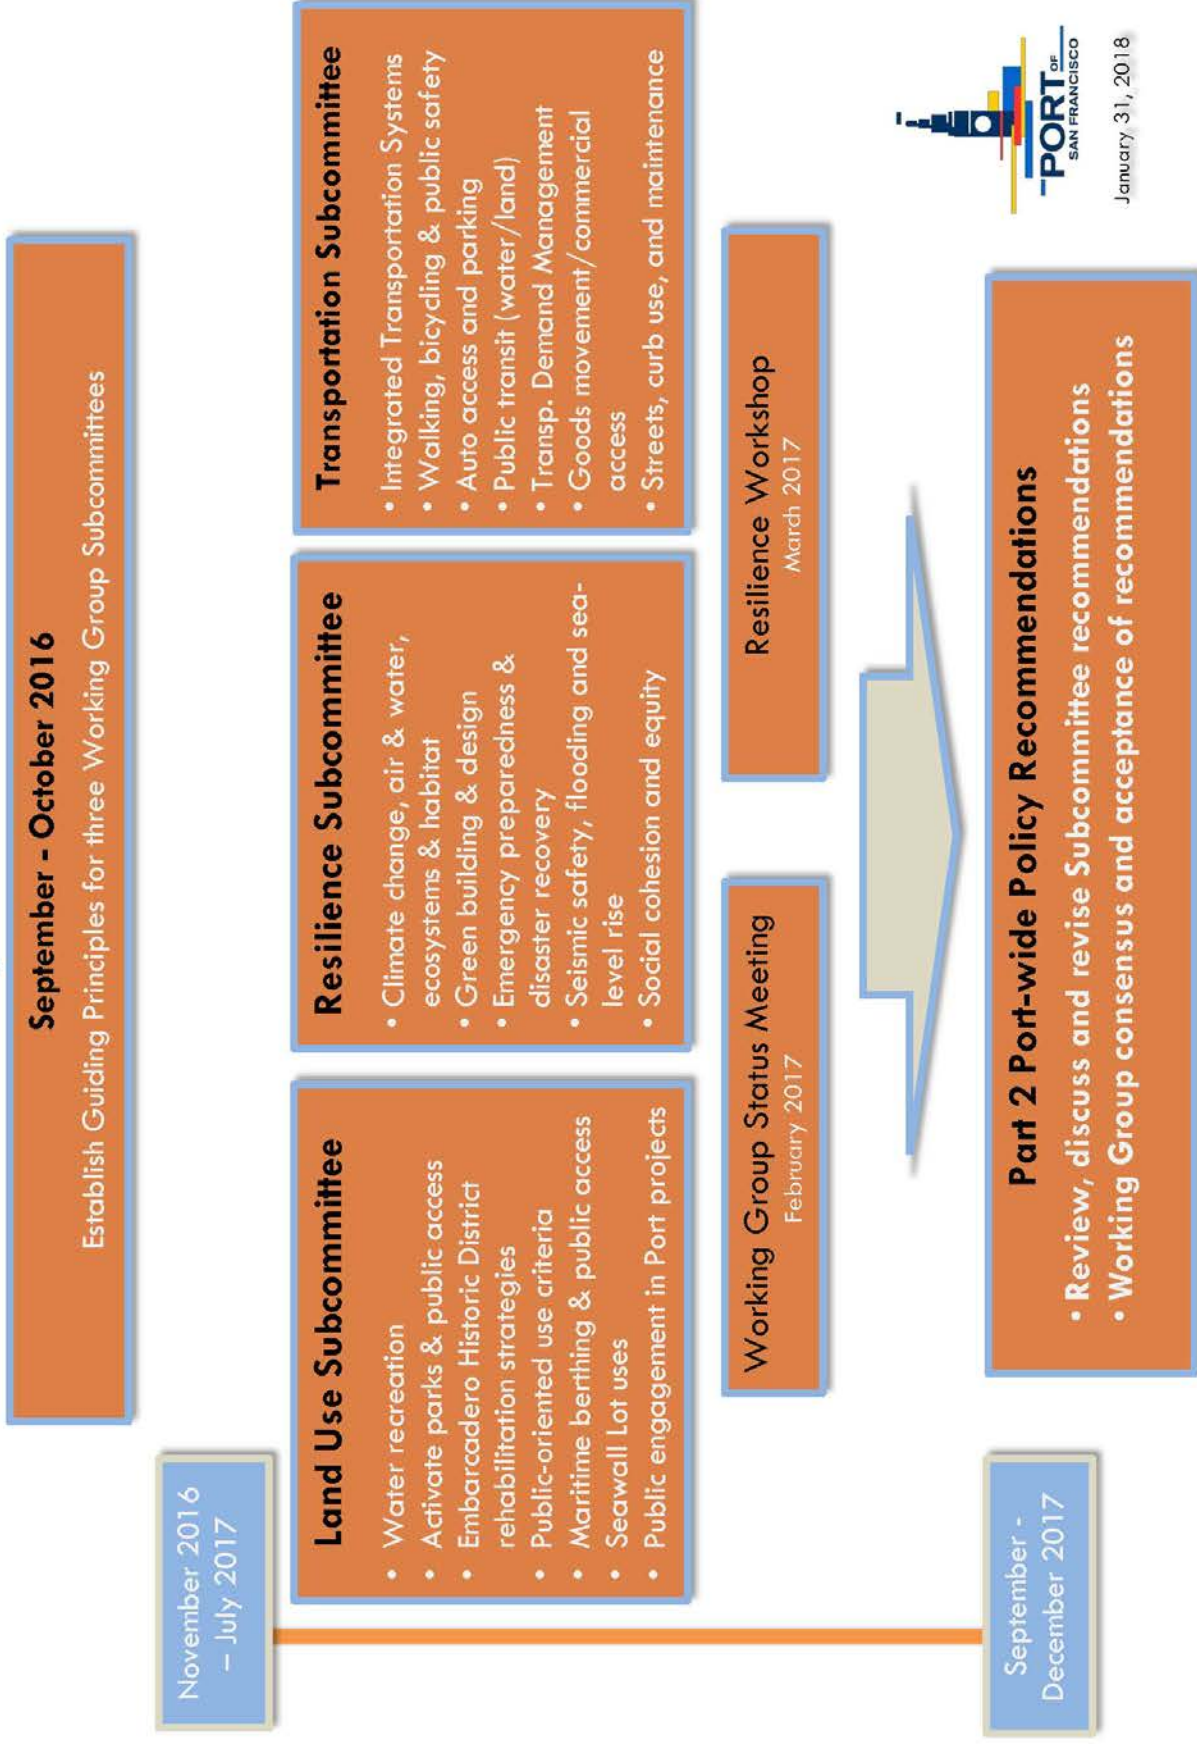 September - October 2016
Establish Guiding Principles for three Working Group Subcommittees
November 2016
– July 2017
Land Use Subcommittee
• Water recreation
• Activate parks & public access
• Embarcadero Historic District
rehabilitation strategies
• Public-oriented use criteria
• Maritime berthing & public access
• Seawall Lot uses
• Public engagement in Port projects
Resilience Subcommittee
• Climate change, air & water,
ecosystems & habitat
• Green building & design
• Emergency preparedness &
disaster recovery
• Seismic safety, flooding and sea-
level rise
• Social cohesion and equity
Transportation Subcommittee
• Integrated Transportation Systems
• Walking, bicycling & public safety
• Auto access and parking
• Public transit (water/land)
• Transp. Demand Management
• Goods movement/commercial
access
• Streets, curb use, and maintenance
Working Group Status Meeting
February 2017
Resilience Workshop
March 2017
September -
December 2017
Part 2 Port-wide Policy Recommendations
• Review, discuss and revise Subcommittee recommendations
• Working Group consensus and acceptance of recommendations
PORT OF
SAN FRANCISCO
January 31, 2018